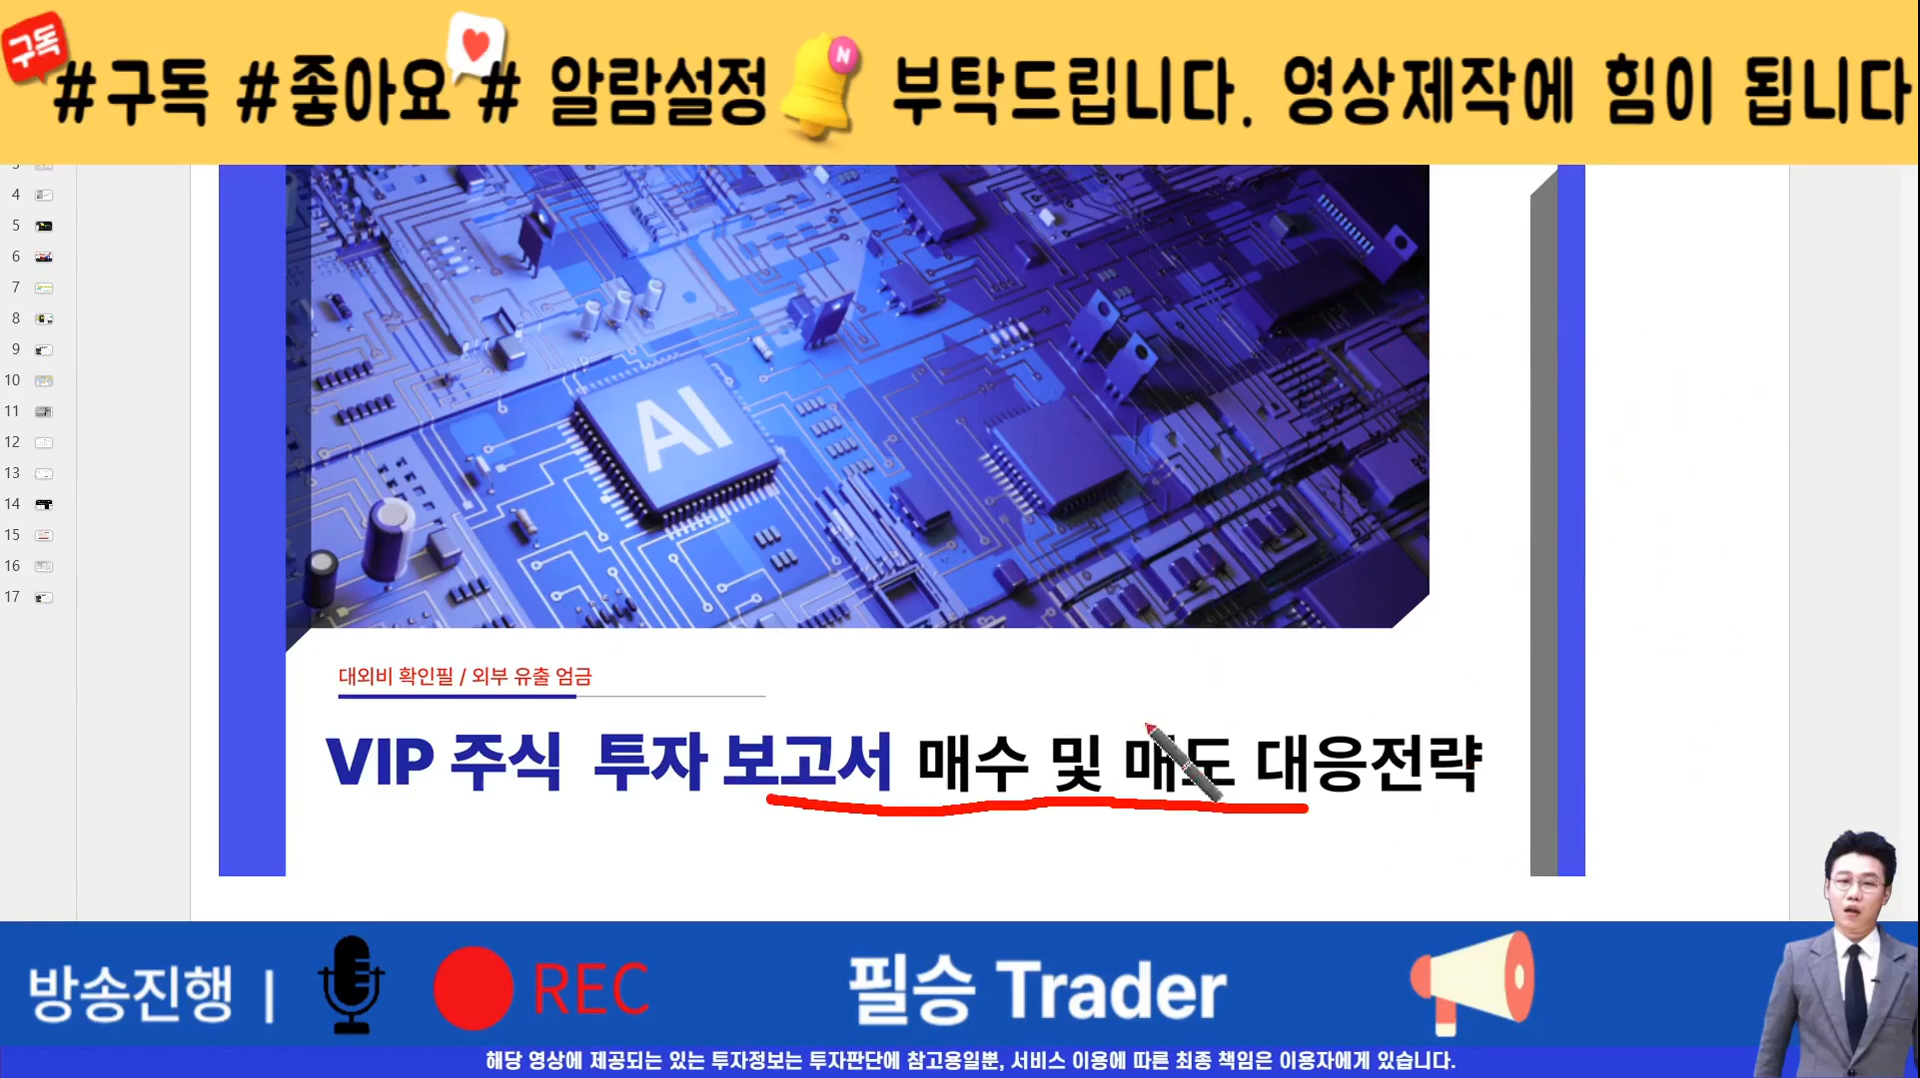 구독
#구독 #좋아요 # 알람설정 N 부탁드립니다. 영상제작에 힘이 됩니다
4
5
6
7
8
9
10
11
12
13
14
15
16
17
AI
대외비 확인필 / 외부 유출 엄금
VIP 주식 투자 보고서 매수 및 매도 대응전략
방송진행 | REC 필승 Trader
해당 영상에 제공되는 있는 투자정보는 투자판단에 참고용일뿐, 서비스 이용에 따른 최종 책임은 이용자에게 있습니다.